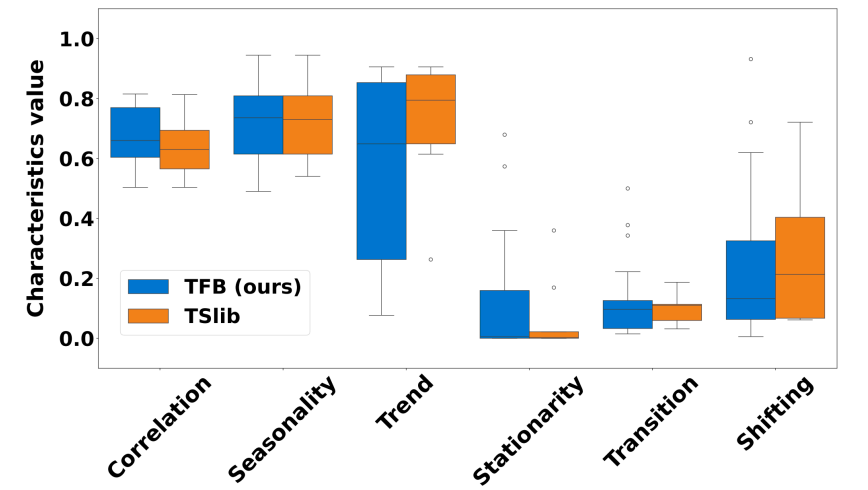 Characteristics value
1.0
0.8
0.6
0.4
0.2
0.0
TFB (ours)
TSlib
Correlation
Seasonality
Trend
Stationarity
Transition
Shifting